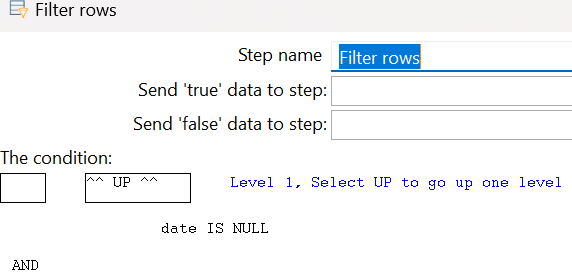 Filter rows
Step name Filter rows
Send 'true' data to step:
Send 'false' data to step:
The condition:
^^ UP ^^ Level 1, Select UP to go up one level
date IS NULL
AND